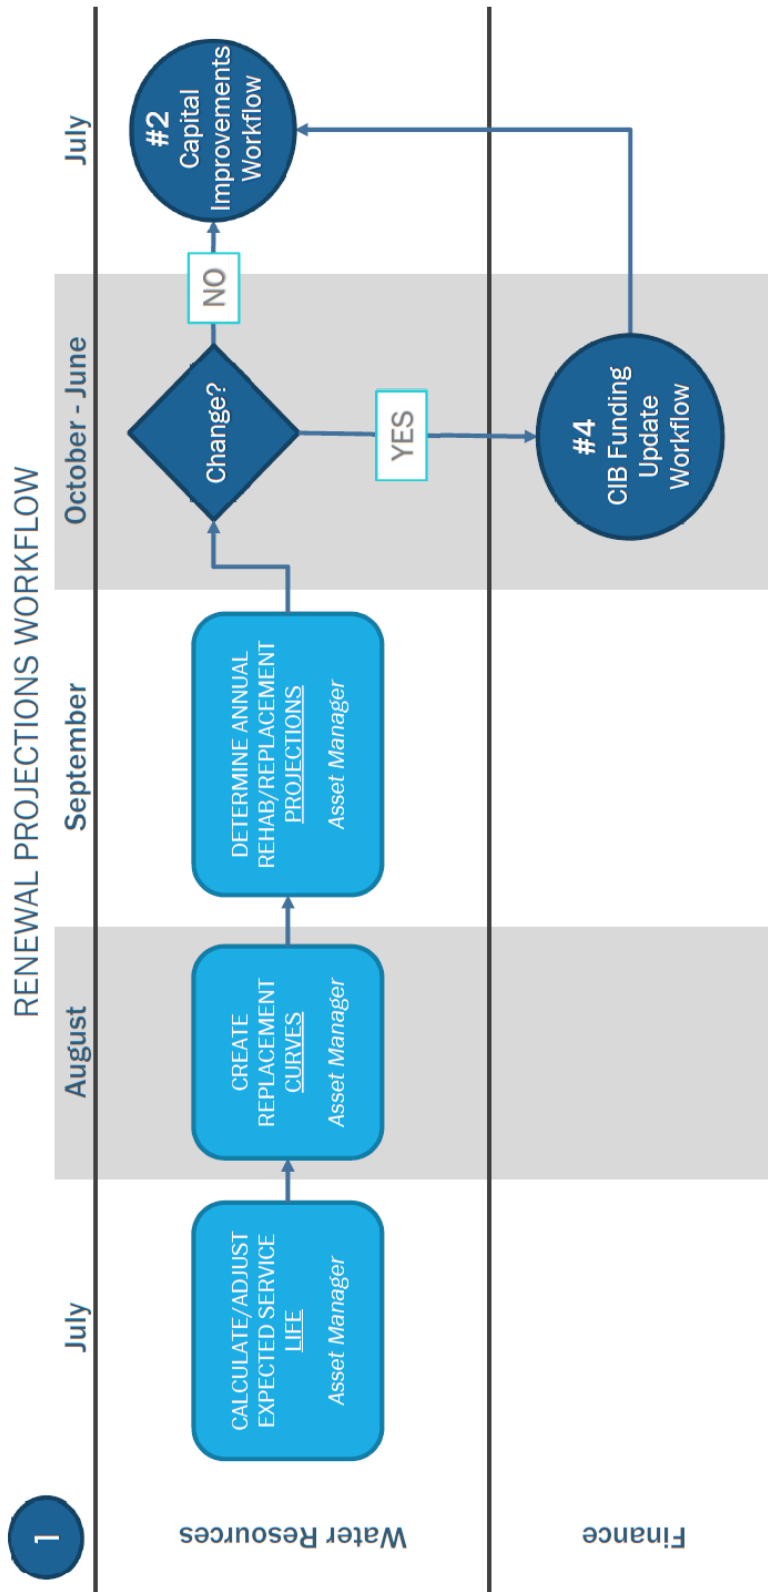 1
RENEWAL PROJECTIONS WORKFLOW
July
August
September
October - June
July
Water Resources
CALCULATE/ADJUST
EXPECTED SERVICE
LIFE
Asset Manager
CREATE
REPLACEMENT
CURVES
Asset Manager
DETERMINE ANNUAL
REHAB/REPLACEMENT
PROJECTIONS
Asset Manager
Change?
NO
#2
Capital
Improvements
Workflow
YES
Finance
#4
CIB Funding
Update
Workflow